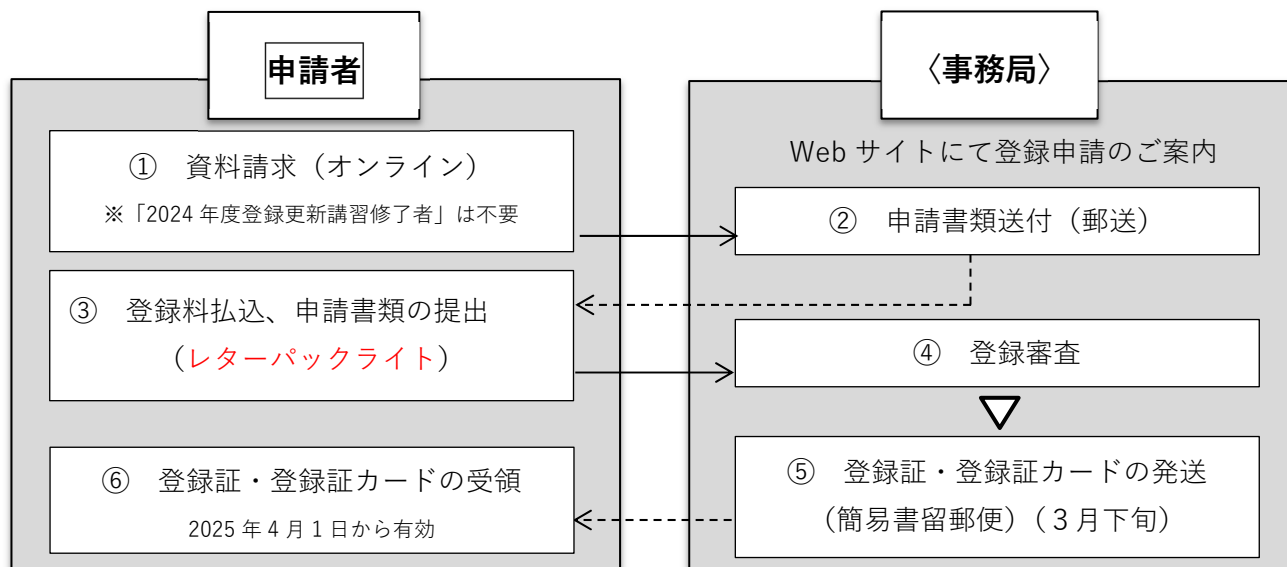 申請者
① 資料請求（オンライン）
※「2024 年度登録更新講習修了者」は不要
③ 登録料払込、申請書類の提出
（レターパックライト）
⑥ 登録証・登録証カードの受領
2025 年 4 月 1 日から有効
〈事務局〉
Web サイトにて登録申請のご案内
② 申請書類送付（郵送）
④ 登録審査
⑤ 登録証・登録証カードの発送
（簡易書留郵便）（３月下旬）